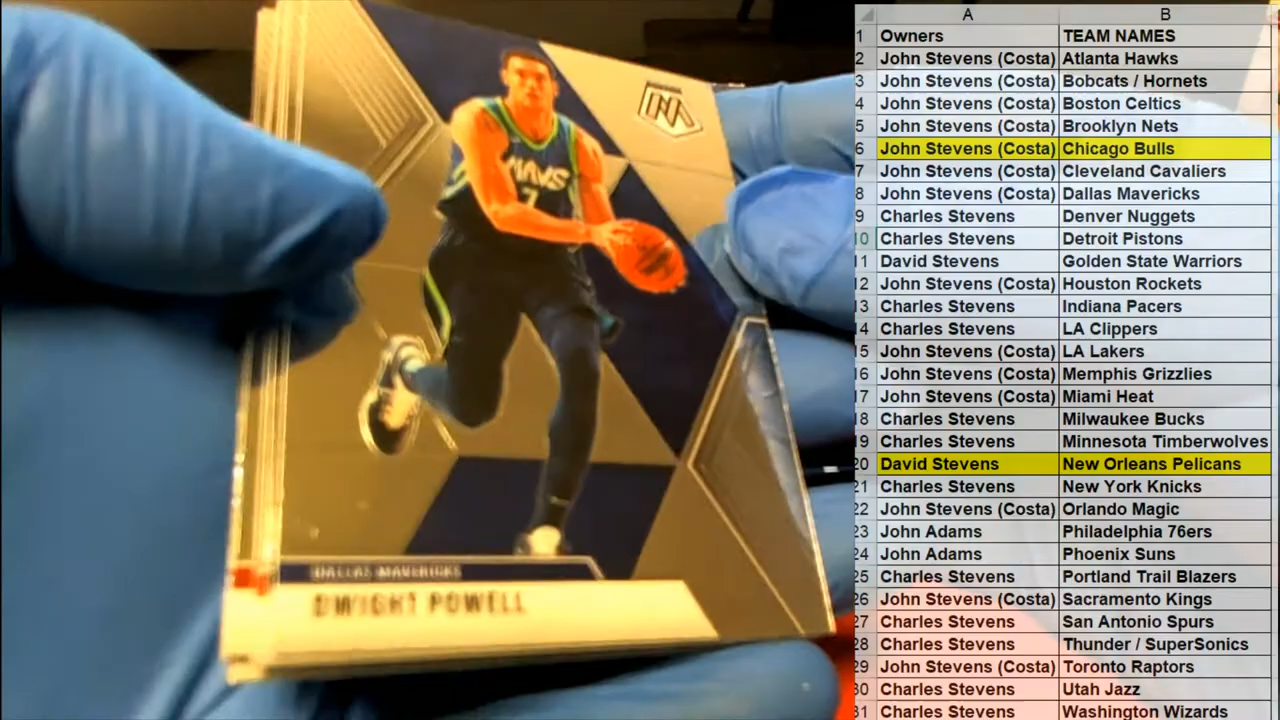 MAVS
7
DALLAS MAVERICKS
DWIGHT POWELL
A B
1 Owners TEAM NAMES
2 John Stevens (Costa) Atlanta Hawks
3 John Stevens (Costa) Bobcats / Hornets
4 John Stevens (Costa) Boston Celtics
5 John Stevens (Costa) Brooklyn Nets
6 John Stevens (Costa) Chicago Bulls
7 John Stevens (Costa) Cleveland Cavaliers
8 John Stevens (Costa) Dallas Mavericks
9 Charles Stevens Denver Nuggets
10 Charles Stevens Detroit Pistons
11 David Stevens Golden State Warriors
12 John Stevens (Costa) Houston Rockets
13 Charles Stevens Indiana Pacers
14 Charles Stevens LA Clippers
15 John Stevens (Costa) LA Lakers
16 John Stevens (Costa) Memphis Grizzlies
17 John Stevens (Costa) Miami Heat
18 Charles Stevens Milwaukee Bucks
19 Charles Stevens Minnesota Timberwolves
20 David Stevens New Orleans Pelicans
21 Charles Stevens New York Knicks
22 John Stevens (Costa) Orlando Magic
23 John Adams Philadelphia 76ers
24 John Adams Phoenix Suns
25 Charles Stevens Portland Trail Blazers
26 John Stevens (Costa) Sacramento Kings
27 Charles Stevens San Antonio Spurs
28 Charles Stevens Thunder / SuperSonics
29 John Stevens (Costa) Toronto Raptors
30 Charles Stevens Utah Jazz
31 Charles Stevens Washington Wizards